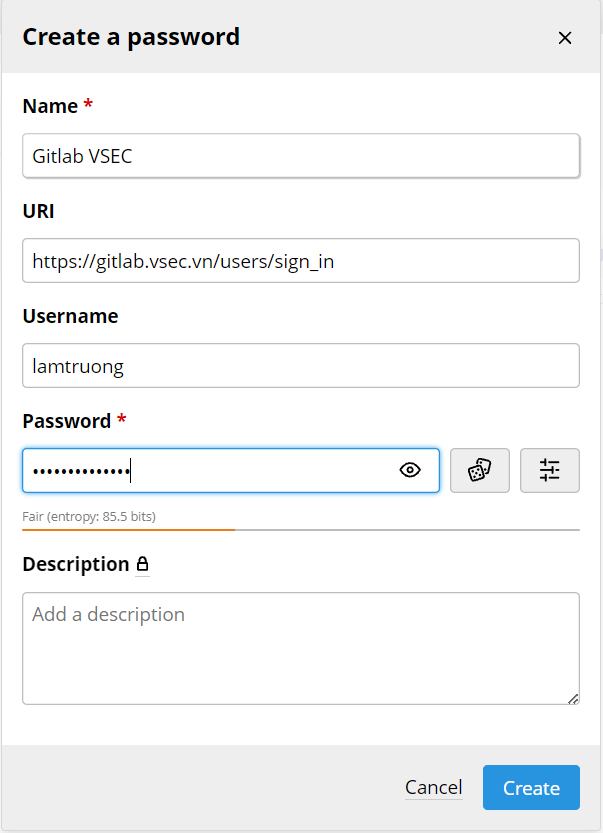 Create a password
Name *
Gitlab VSEC
URI
https://gitlab.vsec.vn/users/sign_in
Username
lamtruong
Password *
••••••••••••••
Fair (entropy: 85.5 bits)
Description
Add a description
Cancel
Create